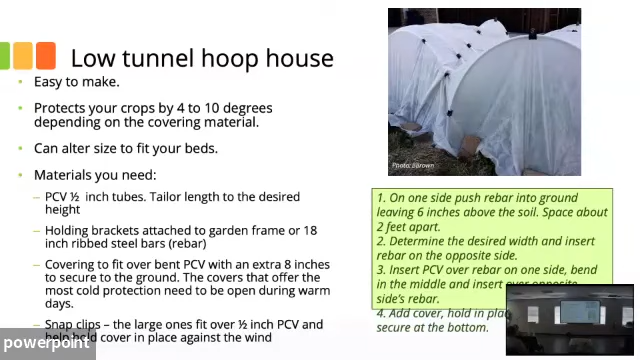 Low tunnel hoop house
Easy to make.
Protects your crops by 4 to 10 degrees
depending on the covering material.
Can alter size to fit your beds.
Materials you need:
PCV ½ inch tubes. Tailor length to the desired
height
Holding brackets attached to garden frame or 18
inch ribbed steel bars (rebar)
Covering to fit over bent PCV with an extra 8 inches
to secure to the ground. The covers that offer the
most cold protection need to be open during warm
days.
Snap clips – the large ones fit over ½ inch PCV and
help hold cover in place against the wind
powerpoint
Photo: Barown
1. On one side push rebar into ground
leaving 6 inches above the soil. Space about
2 feet apart.
2. Determine the desired width and insert
rebar on the opposite side.
3. Insert PCV over rebar on one side, bend
in the middle and insert over opposite
side's rebar.
4. Add cover, hold in plac
secure at the bottom.